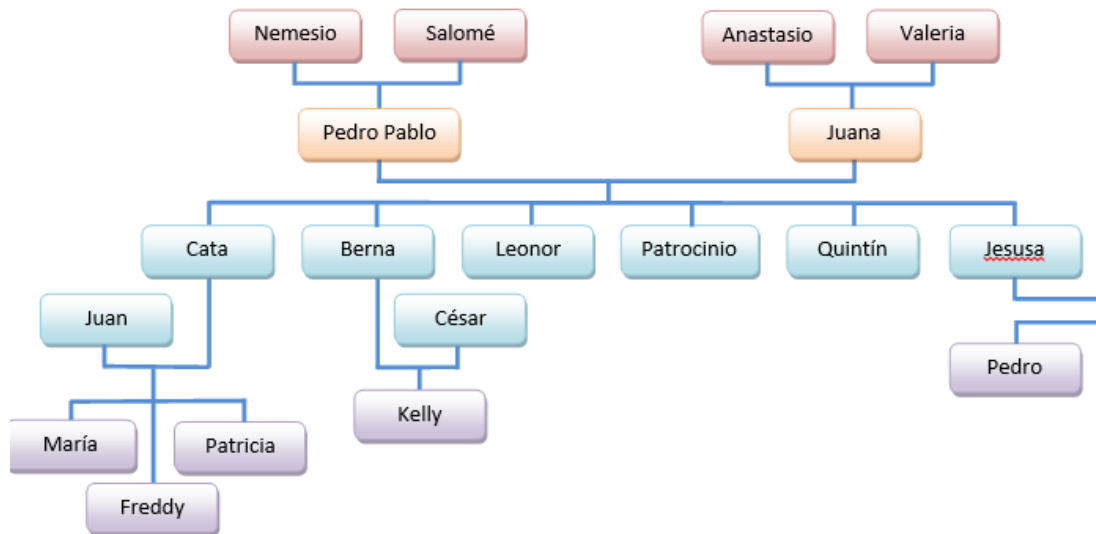 Nemesio
Salomé
Anastasio
Valeria
Pedro Pablo
Juana
Cata
Berna
Leonor
Patrocinio
Quintín
Jesusa
Juan
César
Pedro
Kelly
María
Patricia
Freddy